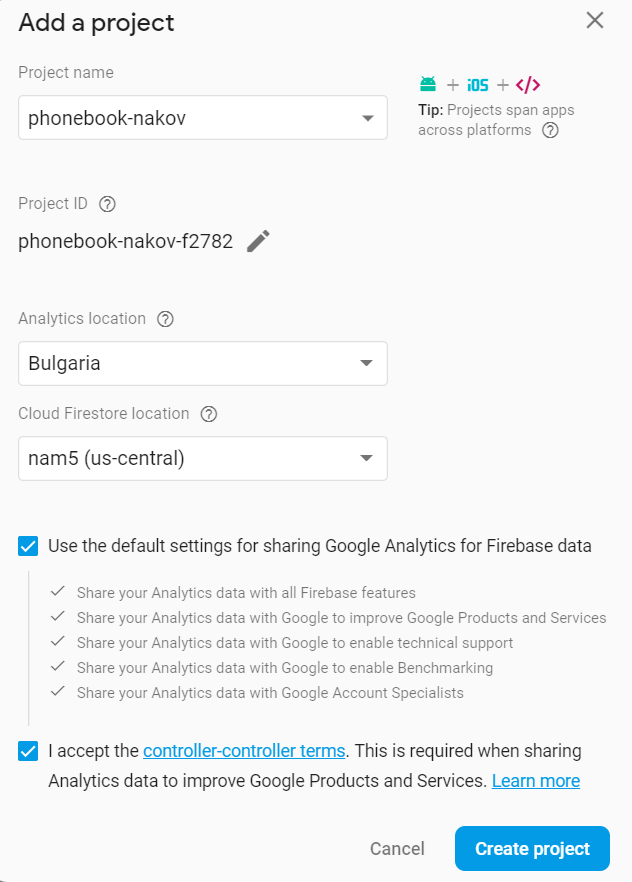 Add a project
Project name
phonebook-nakov
iOS + </>
Tip: Projects span apps
across platforms
Project ID
phonebook-nakov-f2782
Analytics location
Bulgaria
Cloud Firestore location
nam5 (us-central)
Use the default settings for sharing Google Analytics for Firebase data
Share your Analytics data with all Firebase features
Share your Analytics data with Google to improve Google Products and Services
Share your Analytics data with Google to enable technical support
Share your Analytics data with Google to enable Benchmarking
Share your Analytics data with Google Account Specialists
I accept the controller-controller terms. This is required when sharing
Analytics data to improve Google Products and Services. Learn more
Cancel
Create project